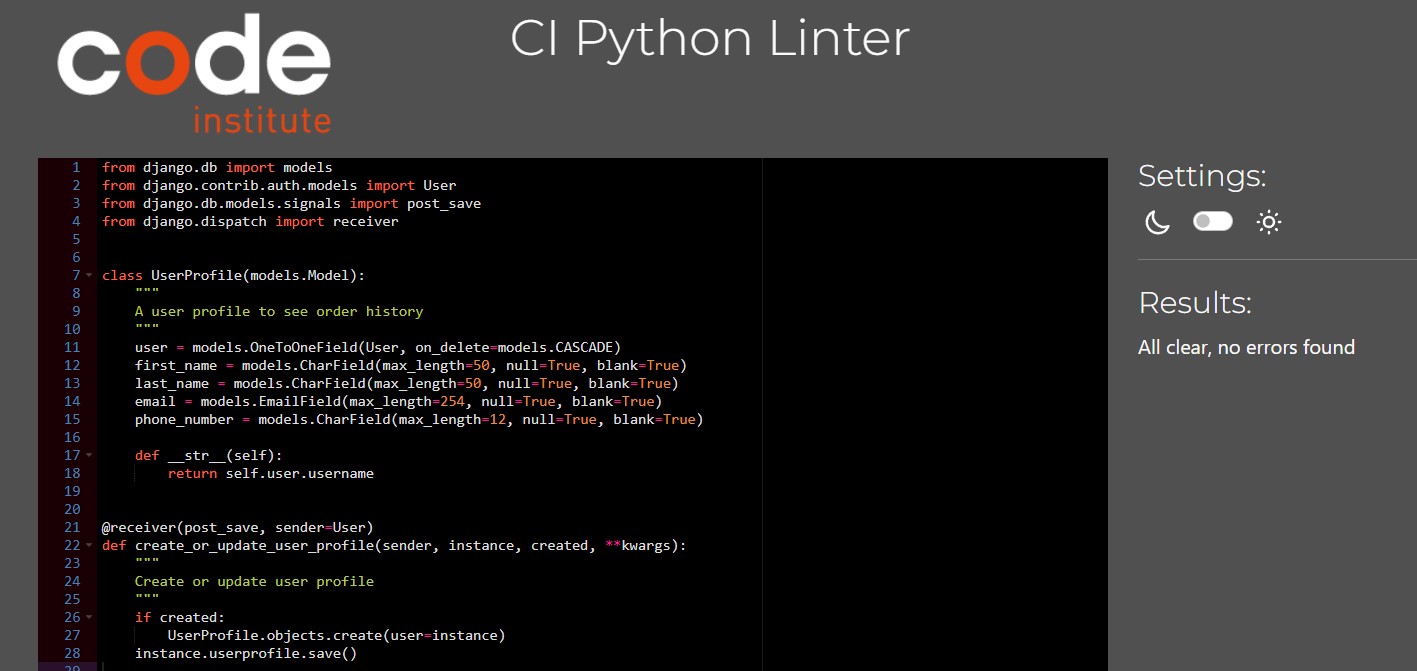 code
institute
CI Python Linter
1 from django.db import models
2 from django.contrib.auth.models import User
3 from django.db.models.signals import post_save
4 from django.dispatch import receiver
5
6
7 class UserProfile(models.Model):
8     """
9     A user profile to see order history
10     """
11     user = models.OneToOneField(User, on_delete=models.CASCADE)
12     first_name = models.CharField(max_length=50, null=True, blank=True)
13     last_name = models.CharField(max_length=50, null=True, blank=True)
14     email = models.EmailField(max_length=254, null=True, blank=True)
15     phone_number = models.CharField(max_length=12, null=True, blank=True)
16
17     def __str__(self):
18         return self.user.username
19
20
21 @receiver(post_save, sender=User)
22 def create_or_update_user_profile(sender, instance, created, **kwargs):
23     """
24     Create or update user profile
25     """
26     if created:
27         UserProfile.objects.create(user=instance)
28     instance.userprofile.save()
29
Settings:
Results:
All clear, no errors found